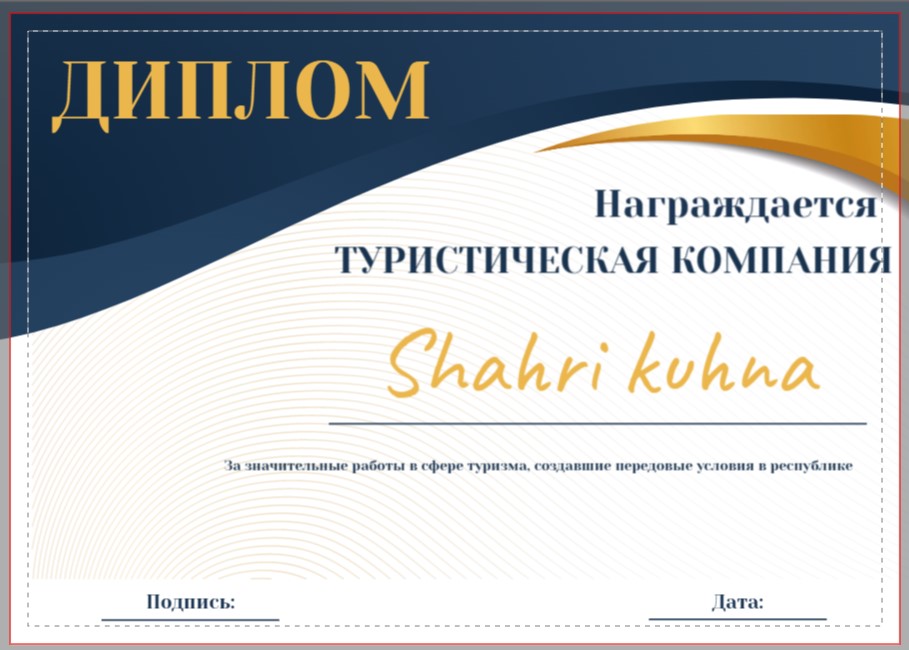 ДИПЛОМ
Награждается
ТУРИСТИЧЕСКАЯ КОМПАНИЯ
Shahri kuhna
За значительные работы в сфере туризма, создавшие передовые условия в республике
Подпись:
Дата: